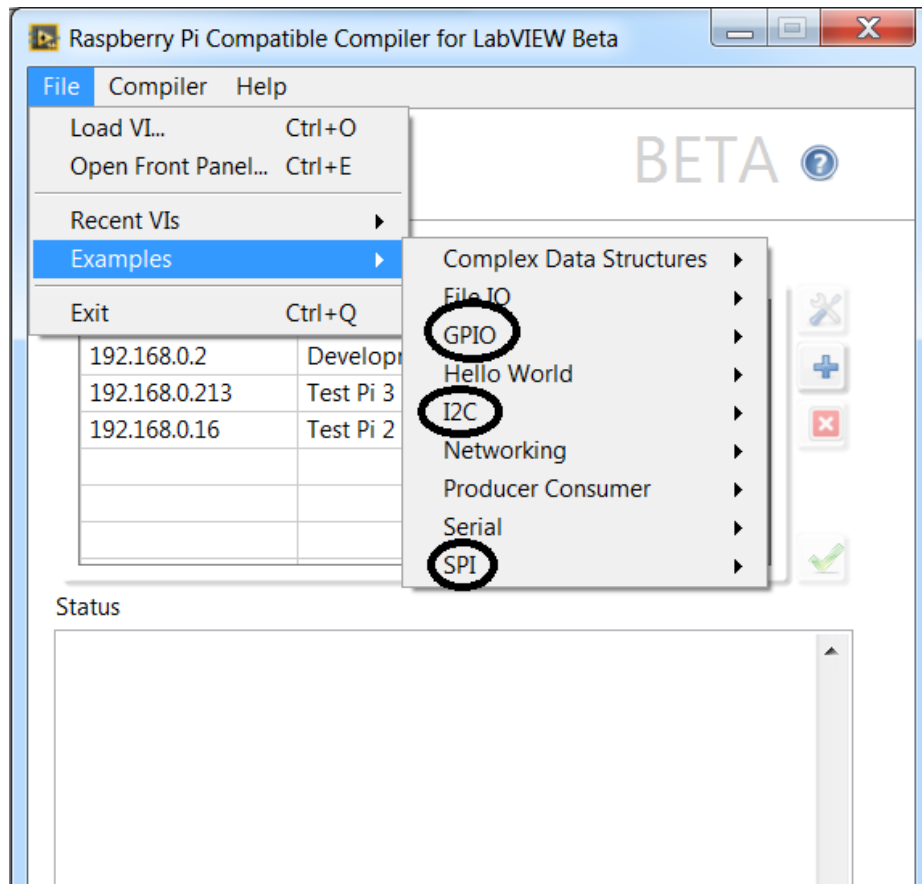 Raspberry Pi Compatible Compiler for LabVIEW Beta
File Compiler Help
Load VI... Ctrl+O
Open Front Panel... Ctrl+E
Recent VIs
Examples
Exit Ctrl+Q
BETA ?
Complex Data Structures
File IO
GPIO
Hello World
I2C
Networking
Producer Consumer
Serial
SPI
192.168.0.2
192.168.0.213 Test Pi 3
192.168.0.16 Test Pi 2
Status